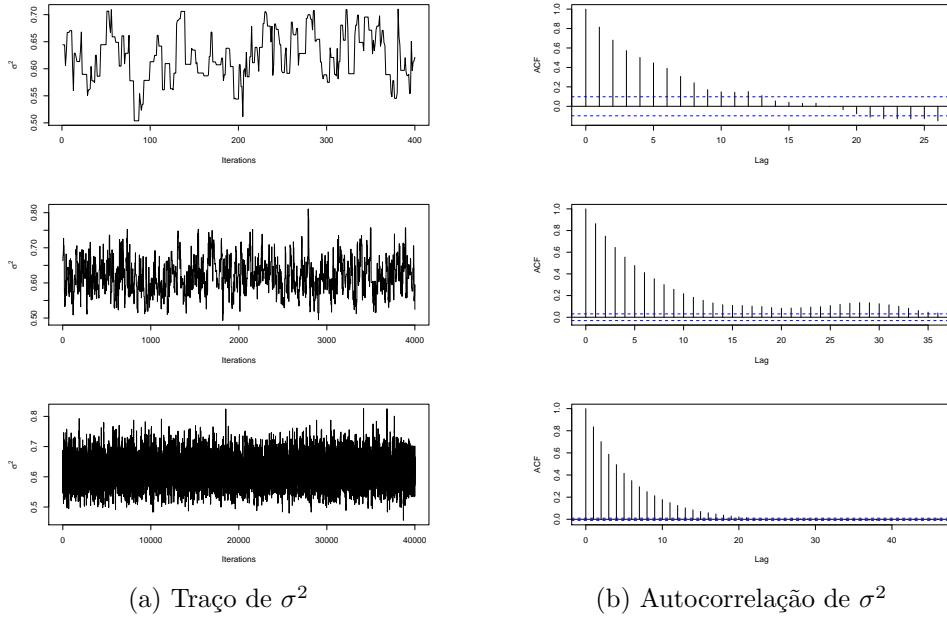 0.50 0.55 0.60 0.65 0.70
σ²
0 100 200 300 400
Iterations
0.0 0.2 0.4 0.6 0.8 1.0
ACF
0 5 10 15 20 25
Lag
0.50 0.60 0.70 0.80
σ²
0 1000 2000 3000 4000
Iterations
0.0 0.2 0.4 0.6 0.8 1.0
ACF
0 5 10 15 20 25 30 35
Lag
0.5 0.6 0.7 0.8
σ²
0 10000 20000 30000 40000
Iterations
0.0 0.2 0.4 0.6 0.8 1.0
ACF
0 10 20 30 40
Lag
(a) Traço de σ²
(b) Autocorrelação de σ²